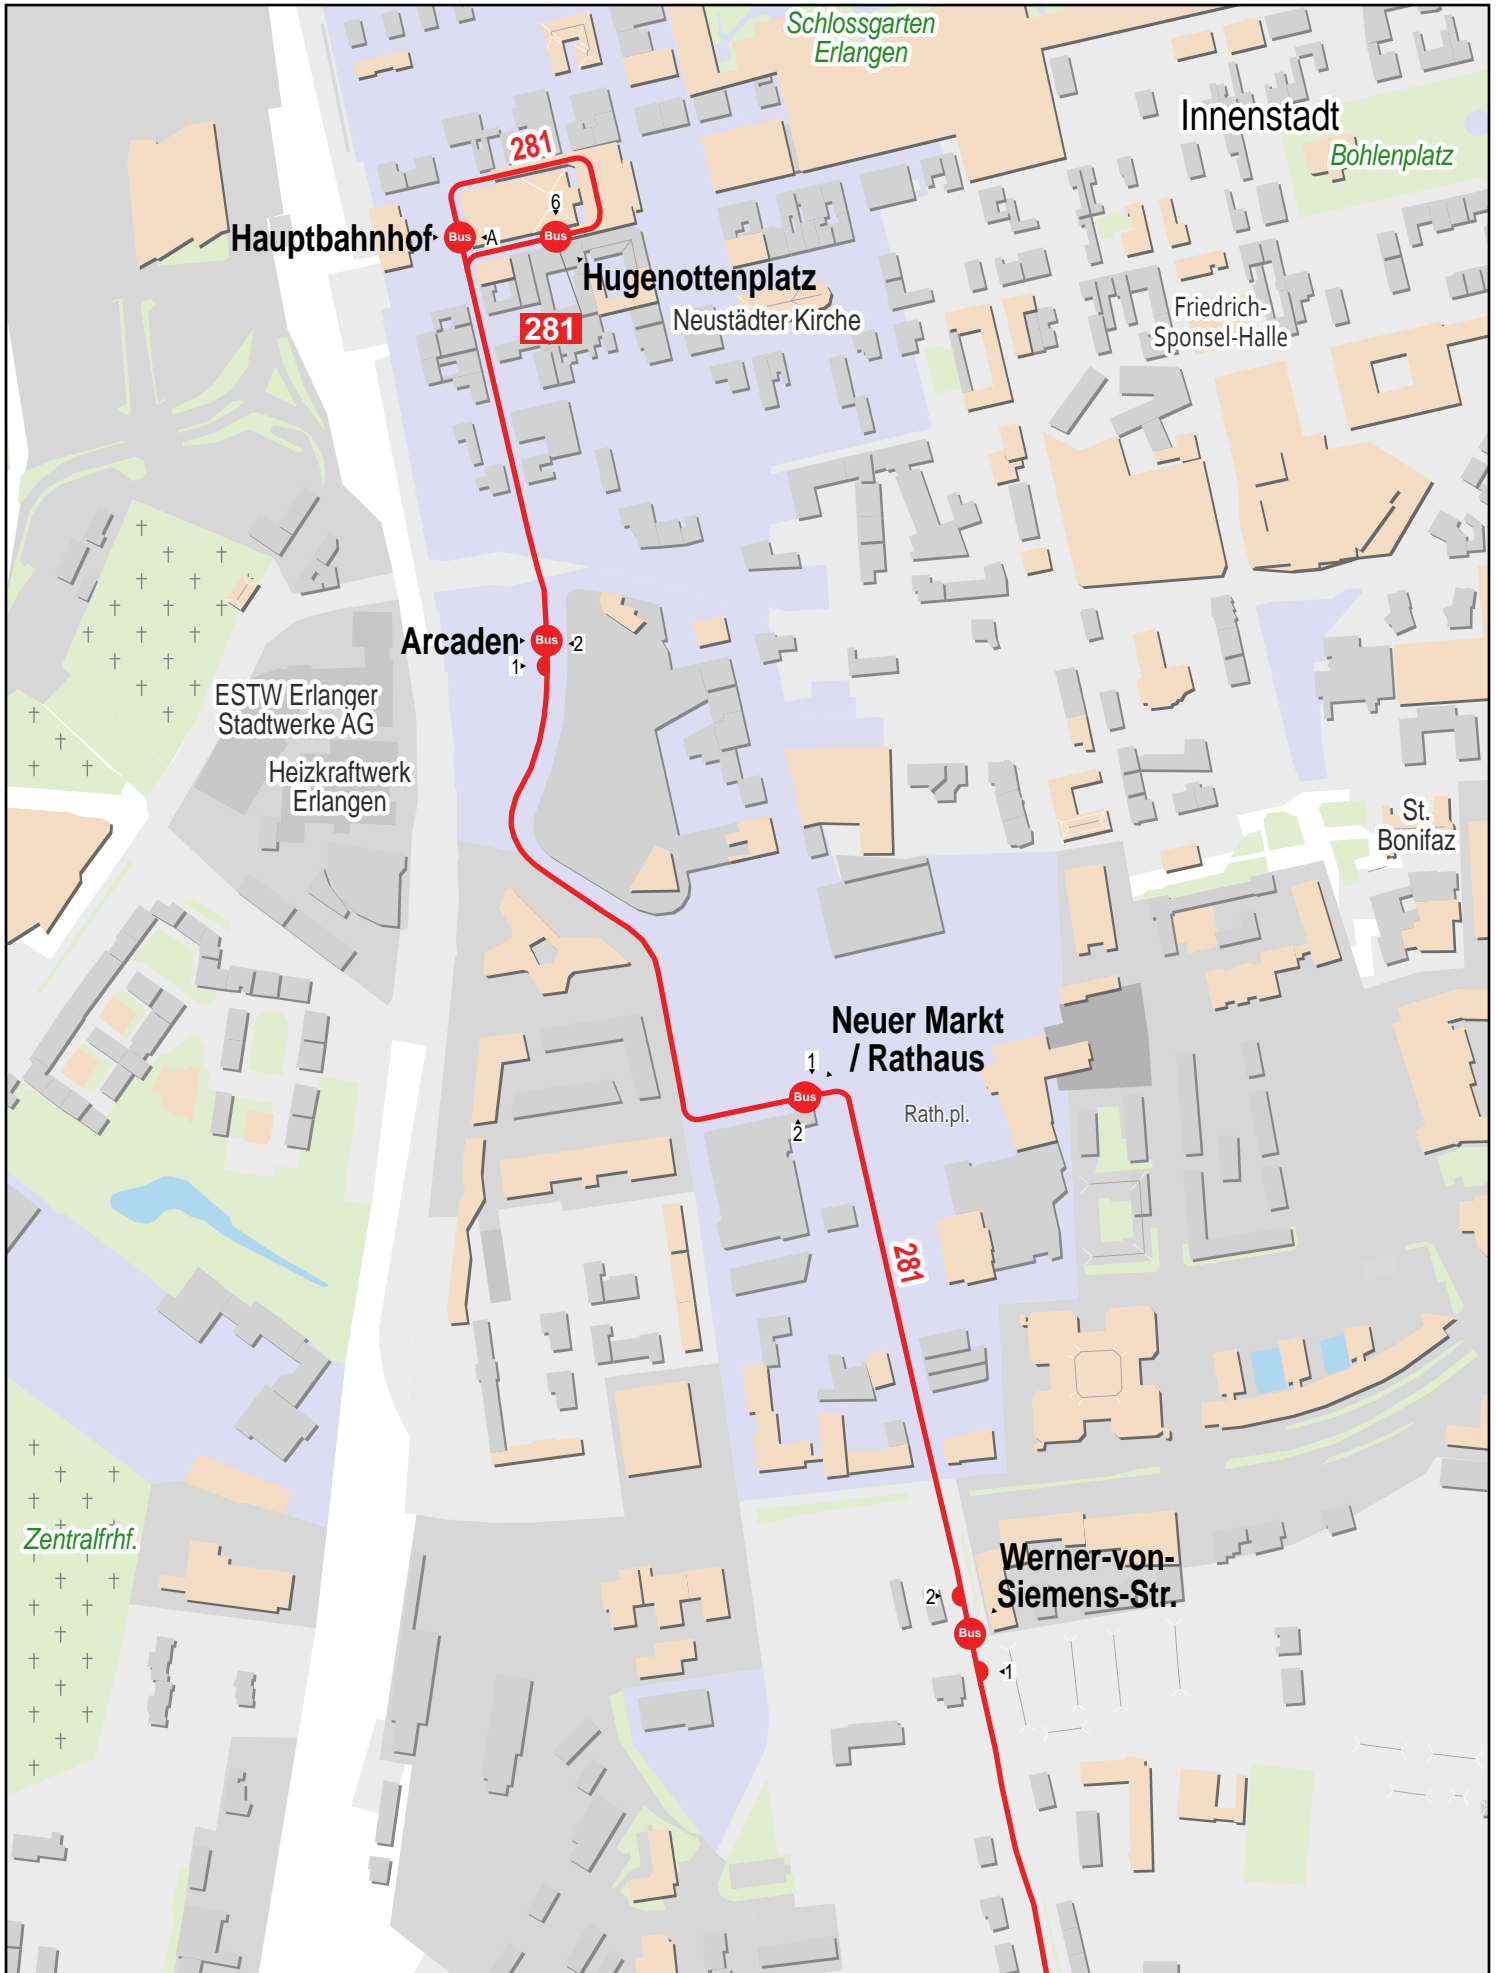 Schlossgarten
Erlangen
Innenstadt
Bohlenplatz
281
6
Hauptbahnhof
Bus
A
Bus
Hugenottenplatz
281
Neustädter Kirche
Friedrich-
Sponsel-Halle
Arcaden
Bus
2
1
ESTW Erlanger
Stadtwerke AG
Heizkraftwerk
Erlangen
St.
Bonifaz
Neuer Markt
/ Rathaus
1
Bus
2
Rath.pl.
281
Zentralfrhf.
Werner-von-
Siemens-Str.
2
Bus
1